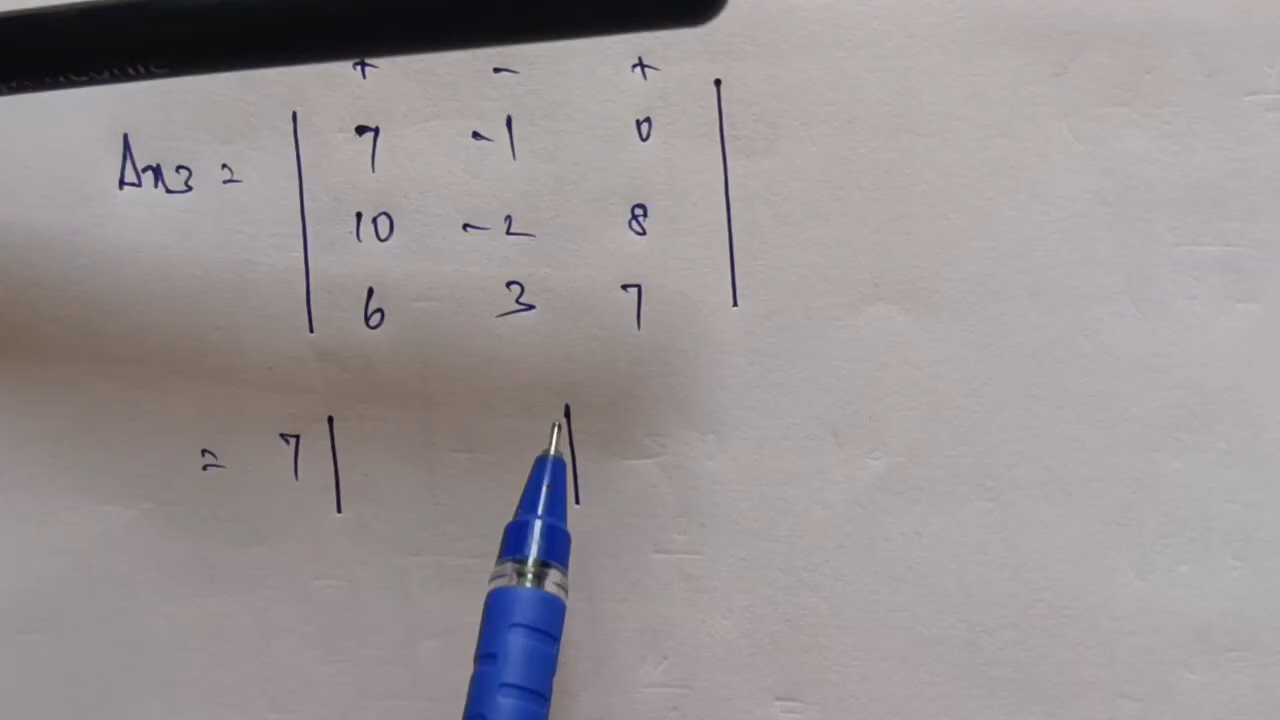 + - +
Δx3 = | 7 -1 0 |
| 10 -2 8 |
| 6 3 7 |
= 7 | |